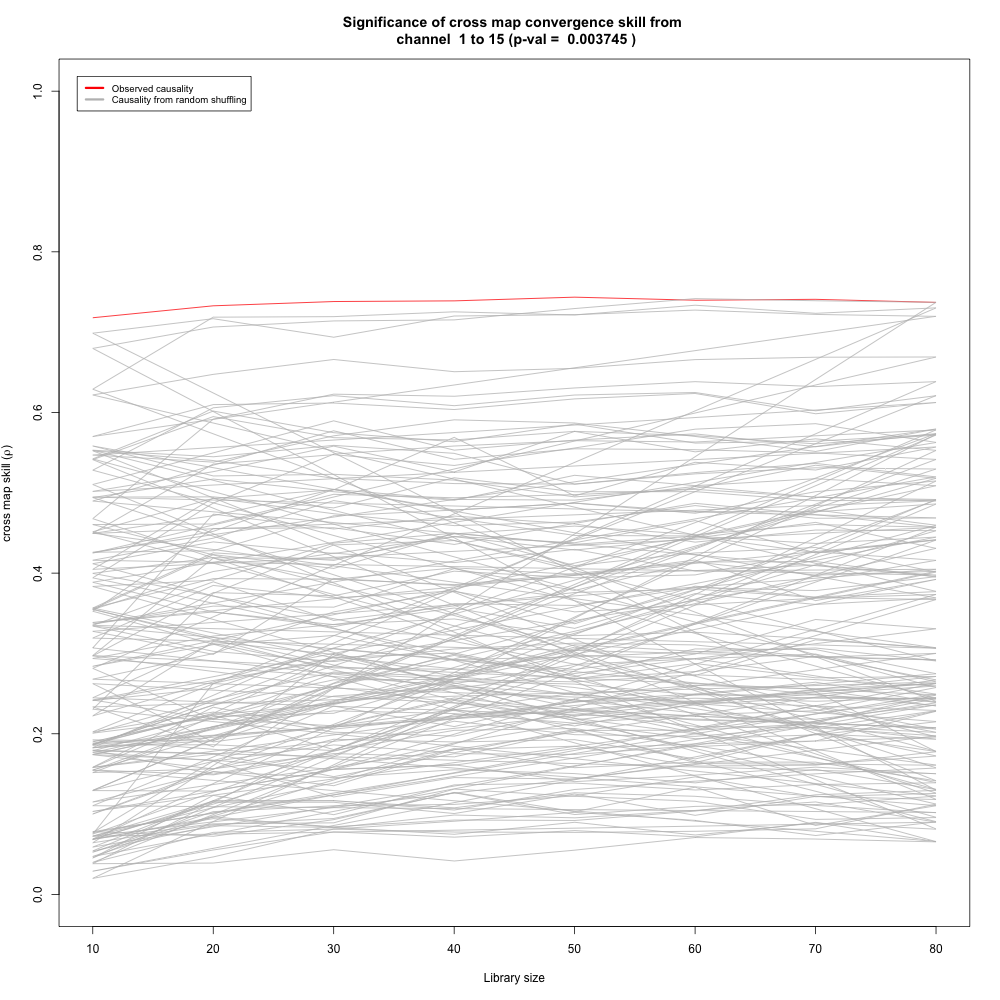 Significance of cross map convergence skill from
channel 1 to 15 (p-val = 0.003745 )
Observed causality
Causality from random shuffling
1.0
0.8
0.6
0.4
0.2
0.0
cross map skill (ρ)
10 20 30 40 50 60 70 80
Library size